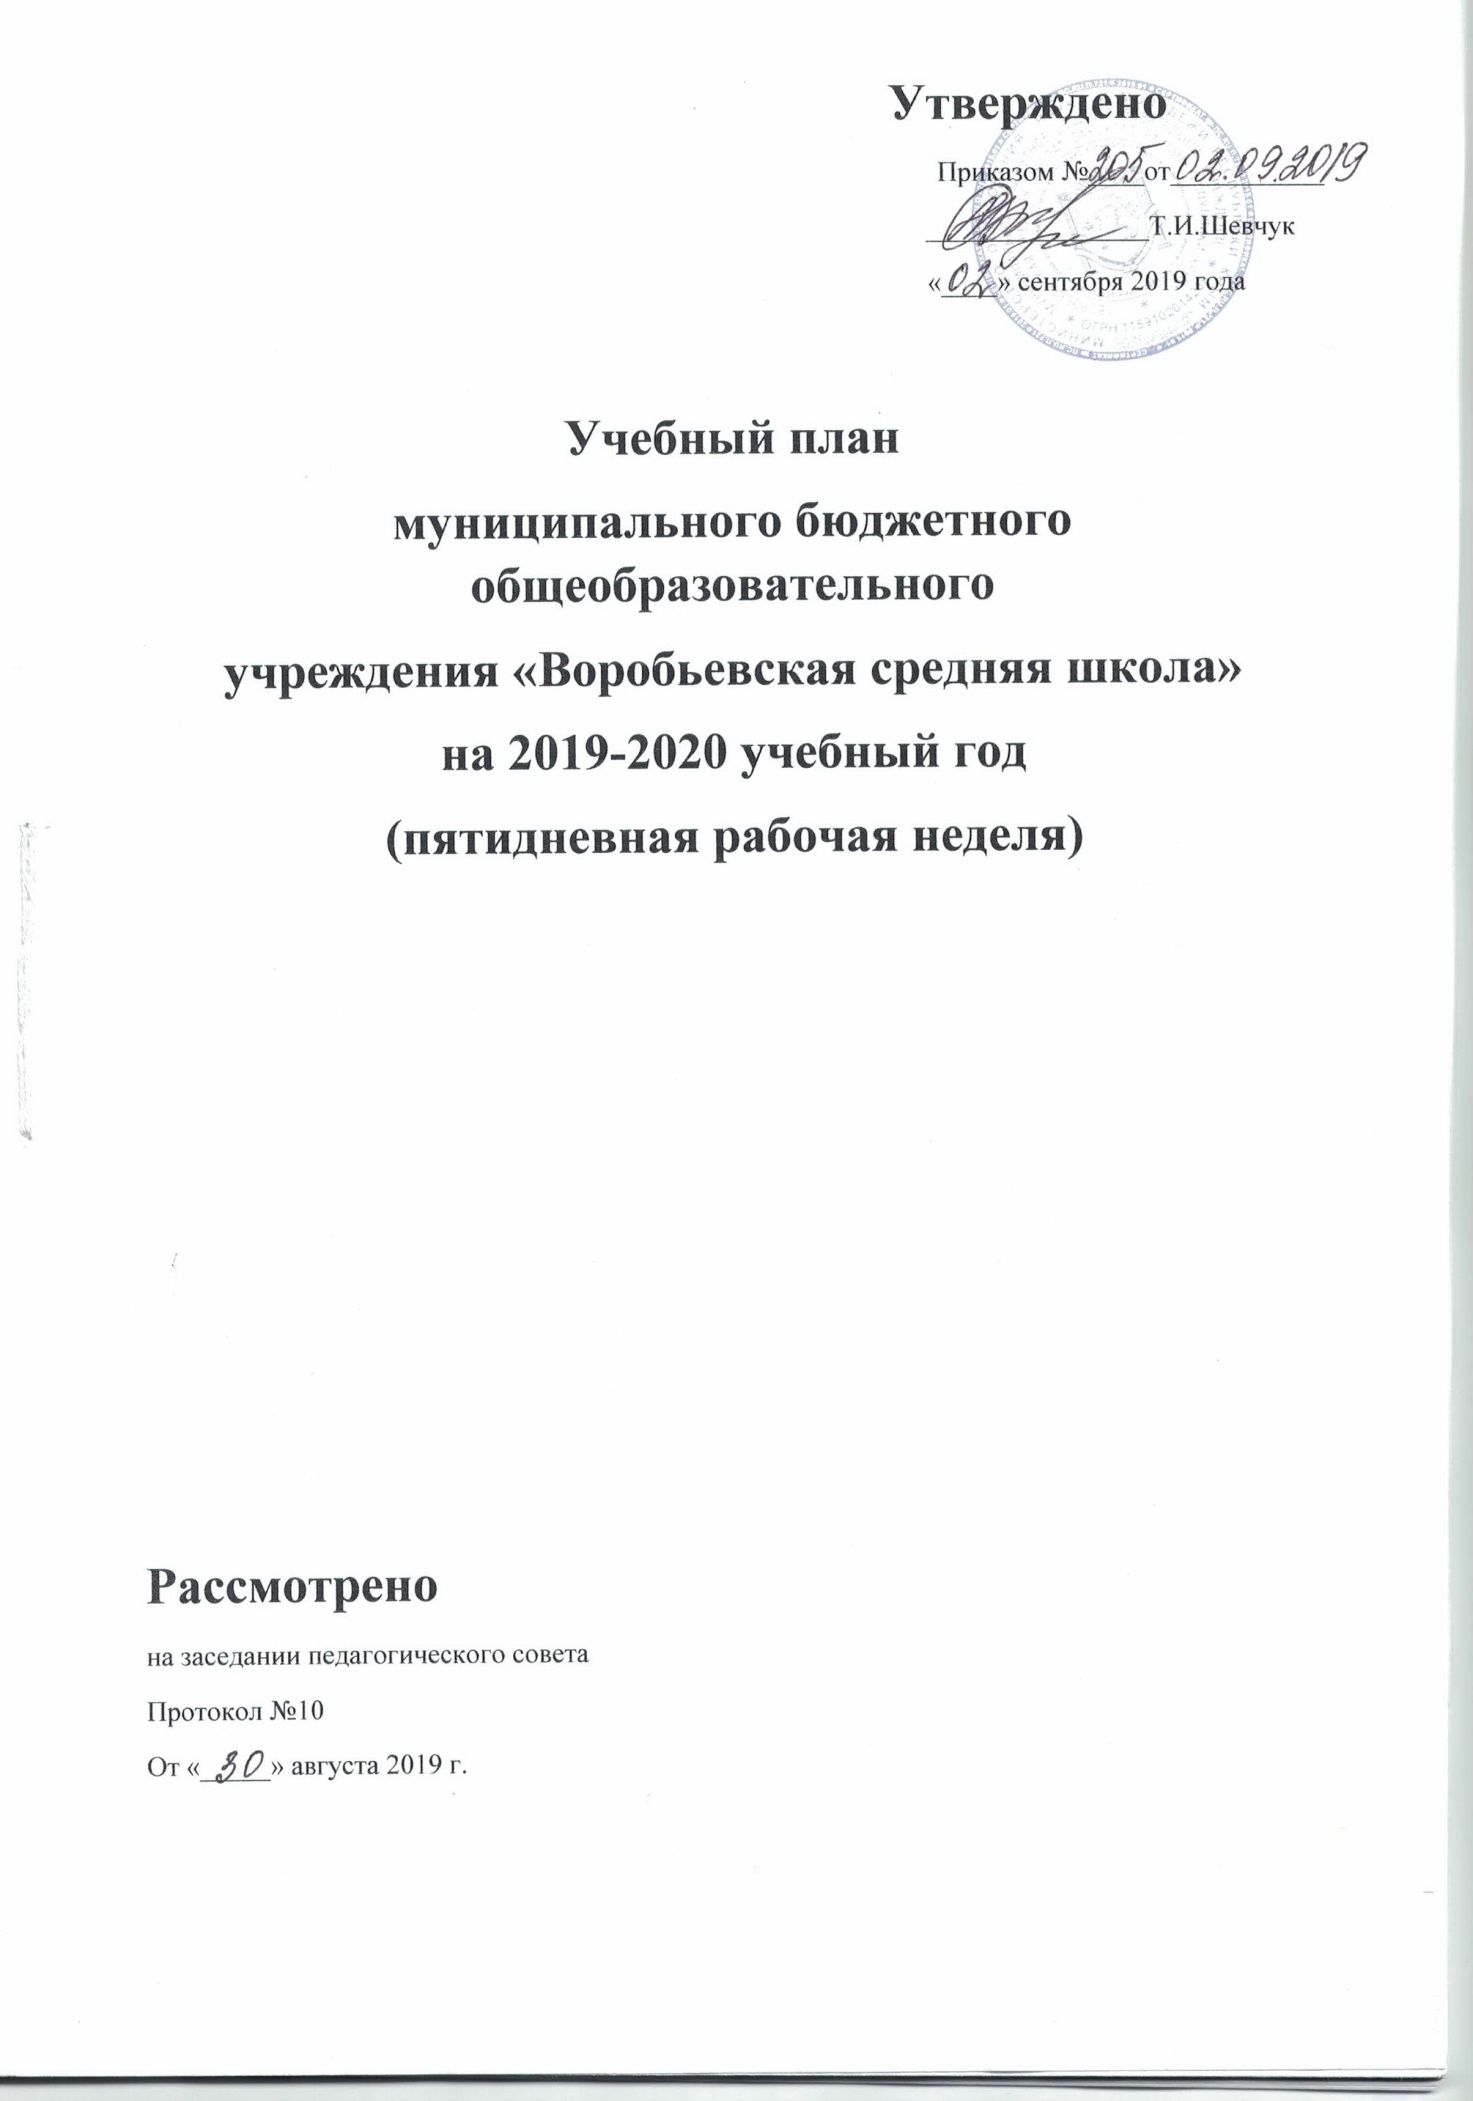 Утверждено
Приказом №205от 02.09.2019
Т.И.Шевчук
«02» сентября 2019 года
Учебный план
муниципального бюджетного
общеобразовательного
учреждения «Воробьевская средняя школа»
на 2019-2020 учебный год
(пятидневная рабочая неделя)
Рассмотрено
на заседании педагогического совета
Протокол №10
От «30» августа 2019 г.